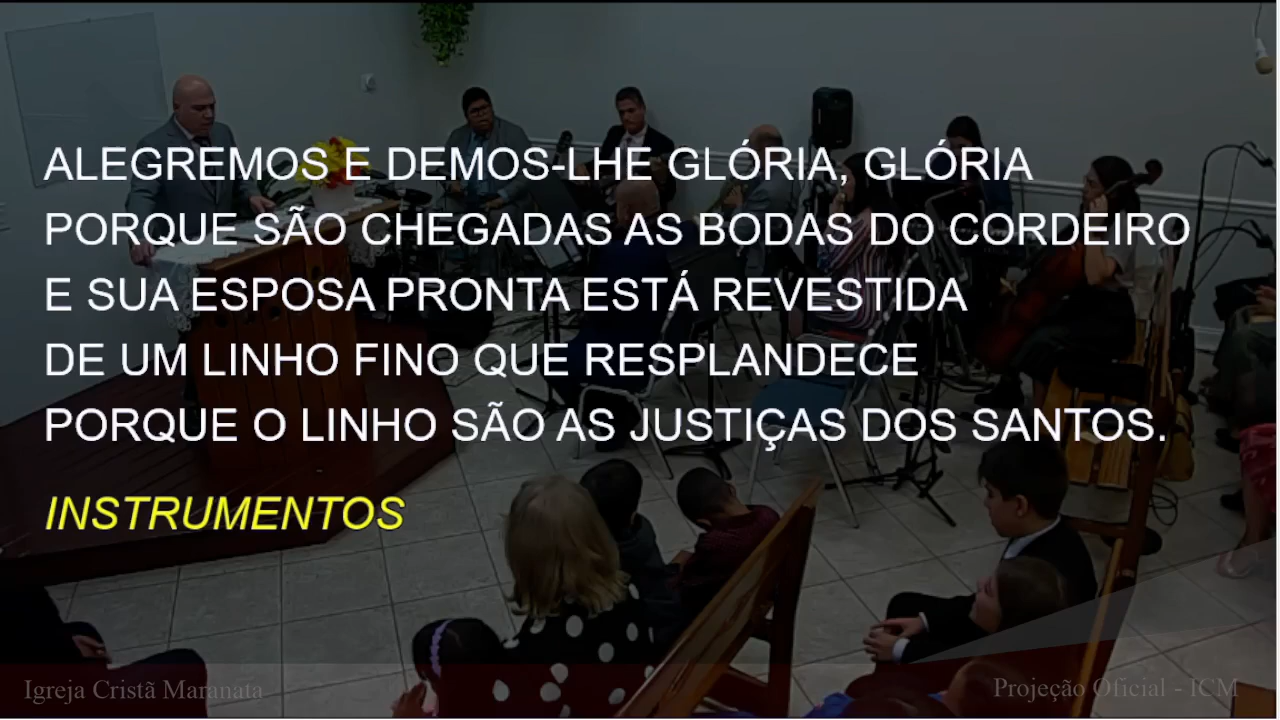 ALEGREMOS E DEMOS-LHE GLÓRIA, GLÓRIA
PORQUE SÃO CHEGADAS AS BODAS DO CORDEIRO
E SUA ESPOSA PRONTA ESTÁ REVESTIDA
DE UM LINHO FINO QUE RESPLANDECE
PORQUE O LINHO SÃO AS JUSTIÇAS DOS SANTOS.
INSTRUMENTOS
Igreja Cristã Maranata
Projeção Oficial - ICM